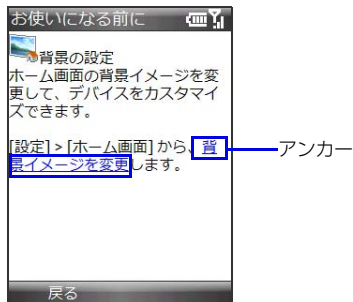 お使いになる前に
背景の設定
ホーム画面の背景イメージを変
更して、デバイスをカスタマイ
ズできます。
[設定] > [ホーム画面] から、背
景イメージを変更します。
アンカー
戻る